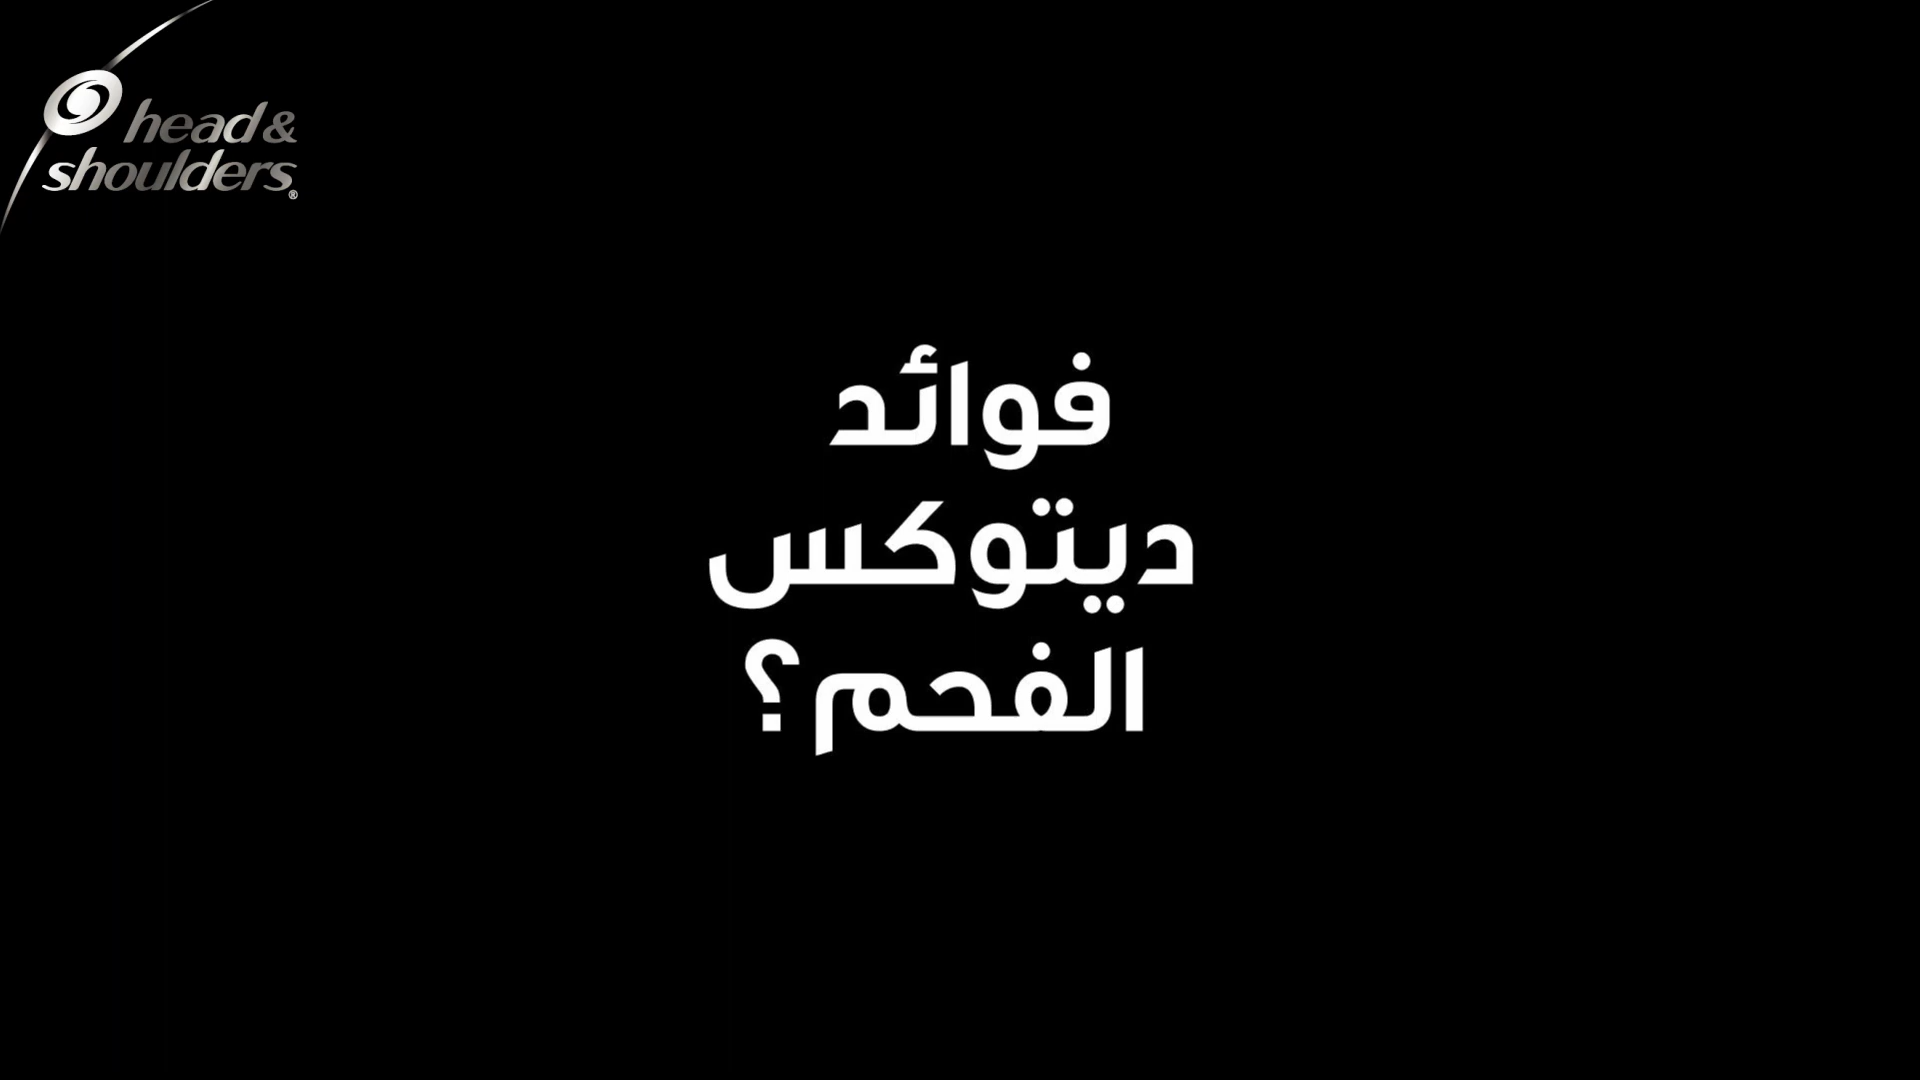 head &
shoulders®
فوائد
ديتوكس
الفحم؟